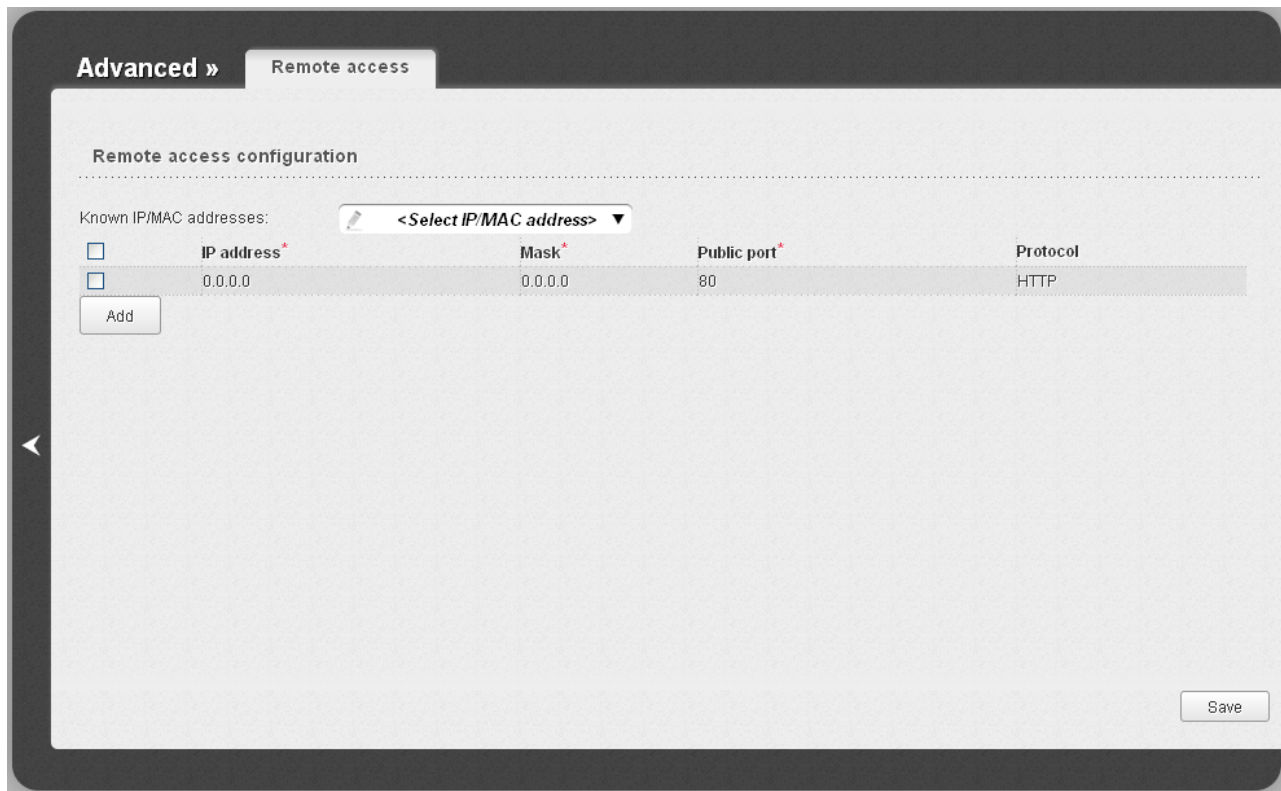 Advanced » Remote access
Remote access configuration
Known IP/MAC addresses: <Select IP/MAC address> ▼
IP address* Mask* Public port* Protocol
0.0.0.0 0.0.0.0 80 HTTP
Add
Save